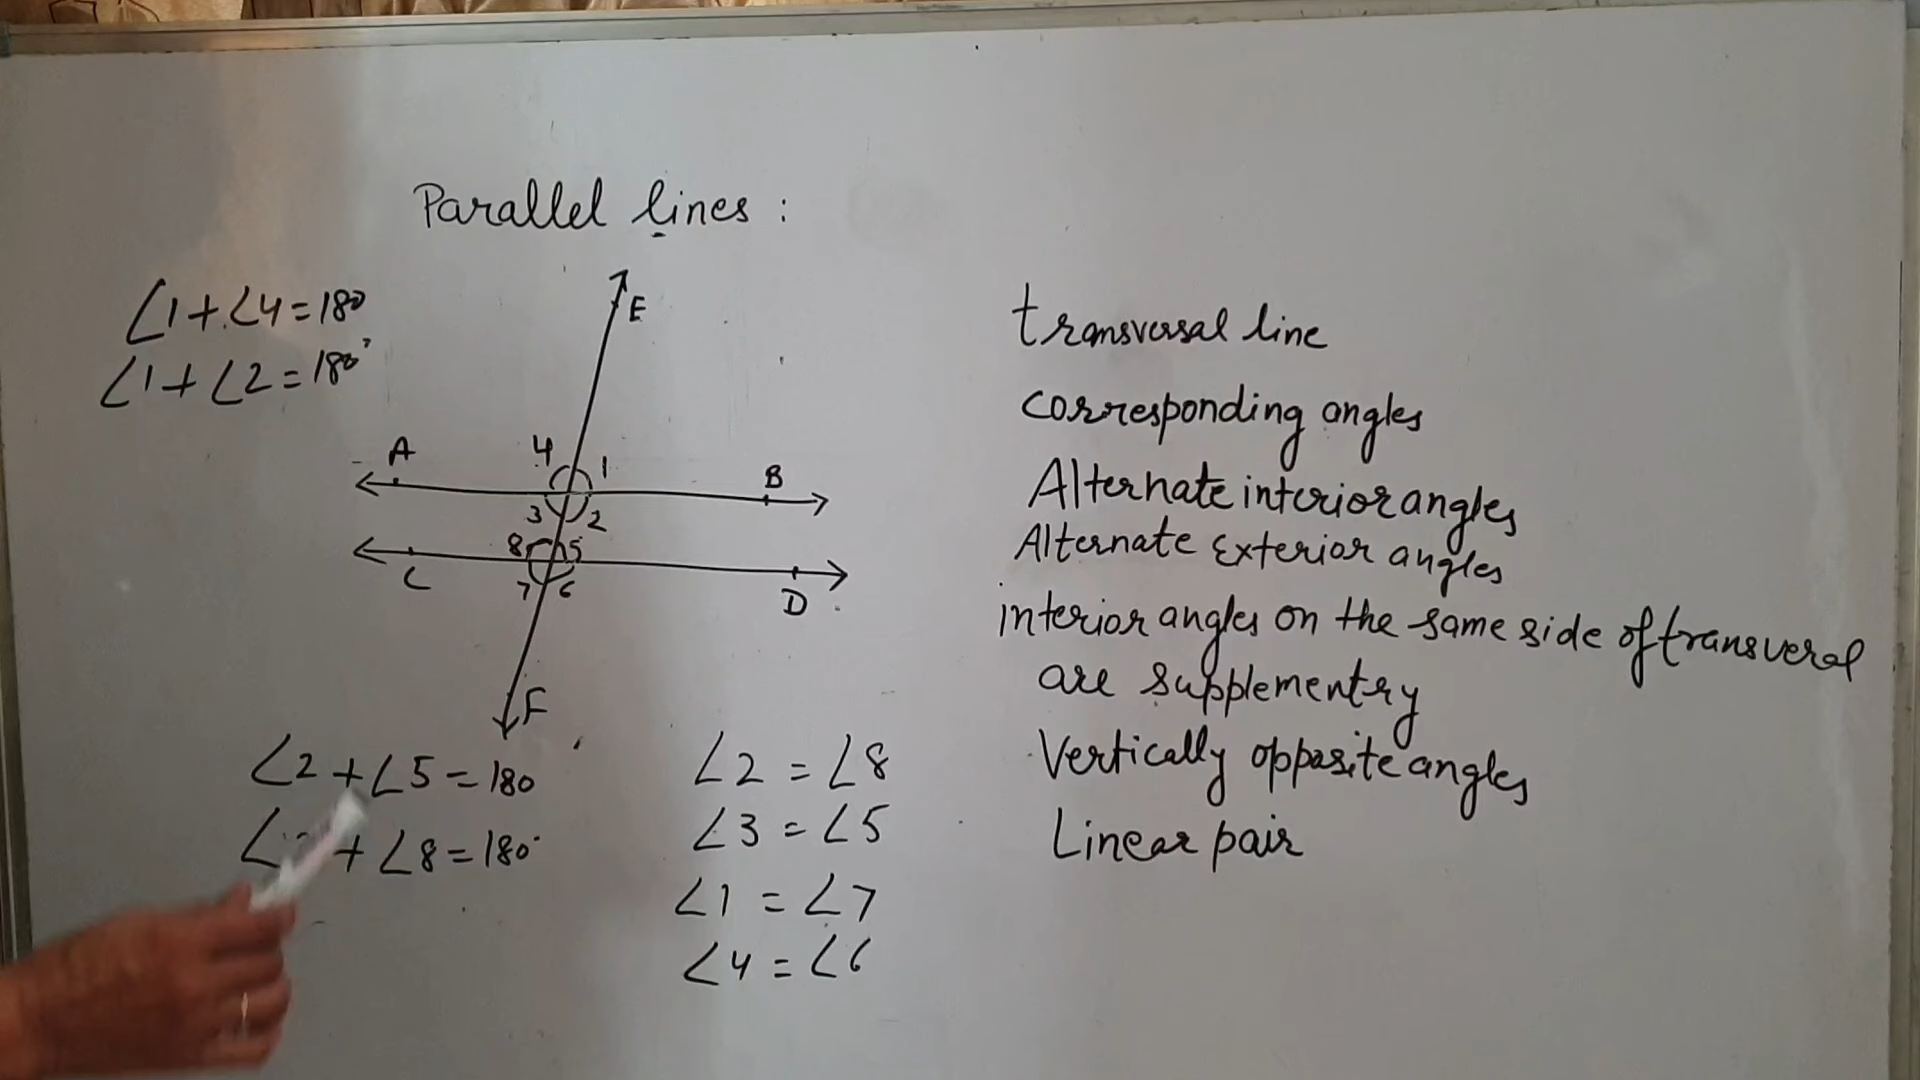 Parallel lines :
∠1+∠4=180
∠1+∠2=180°
E
A
4
1
B
3
2
8
5
C
7
6
D
F
∠2+∠5=180
∠ +∠8=180°
∠2=∠8
∠3=∠5
∠1=∠7
∠4=∠6
transversal line
corresponding angles
Alternate interior angles
Alternate Exterior angles
interior angles on the same side of transveral
are supplementry
Vertically opposite angles
Linear pair